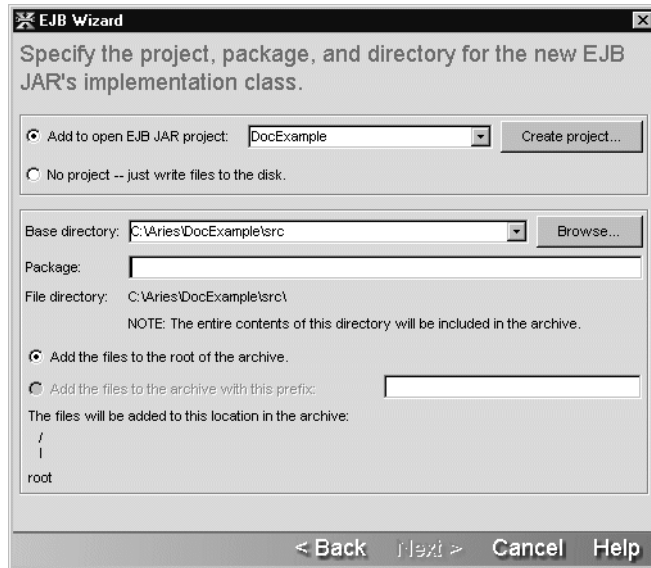 EJB Wizard
Specify the project, package, and directory for the new EJB
JAR's implementation class.
Add to open EJB JAR project: DocExample Create project...
No project -- just write files to the disk.
Base directory: C:\Aries\DocExample\src Browse...
Package:
File directory: C:\Aries\DocExample\src\
NOTE: The entire contents of this directory will be included in the archive.
Add the files to the root of the archive.
Add the files to the archive with this prefix:
The files will be added to this location in the archive:
/
|
root
< Back Next > Cancel Help